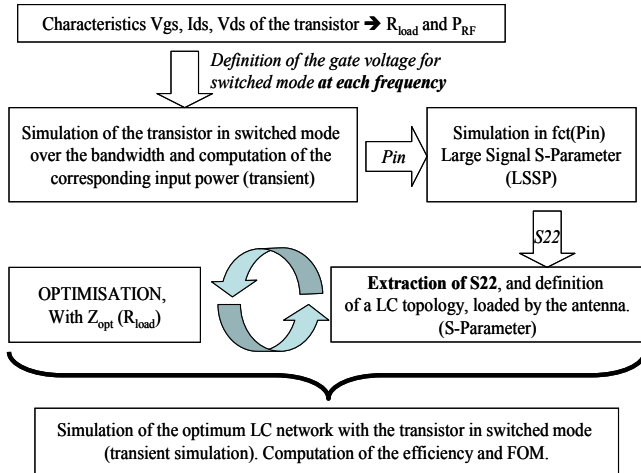 Characteristics Vgs, Ids, Vds of the transistor ➔ Rload and PRF
Definition of the gate voltage for
switched mode at each frequency
Simulation of the transistor in switched mode
over the bandwidth and computation of the
corresponding input power (transient)
Pin
Simulation in fct(Pin)
Large Signal S-Parameter
(LSSP)
S22
OPTIMISATION,
With Zopt (Rload)
Extraction of S22, and definition
of a LC topology, loaded by the antenna.
(S-Parameter)
Simulation of the optimum LC network with the transistor in switched mode
(transient simulation). Computation of the efficiency and FOM.